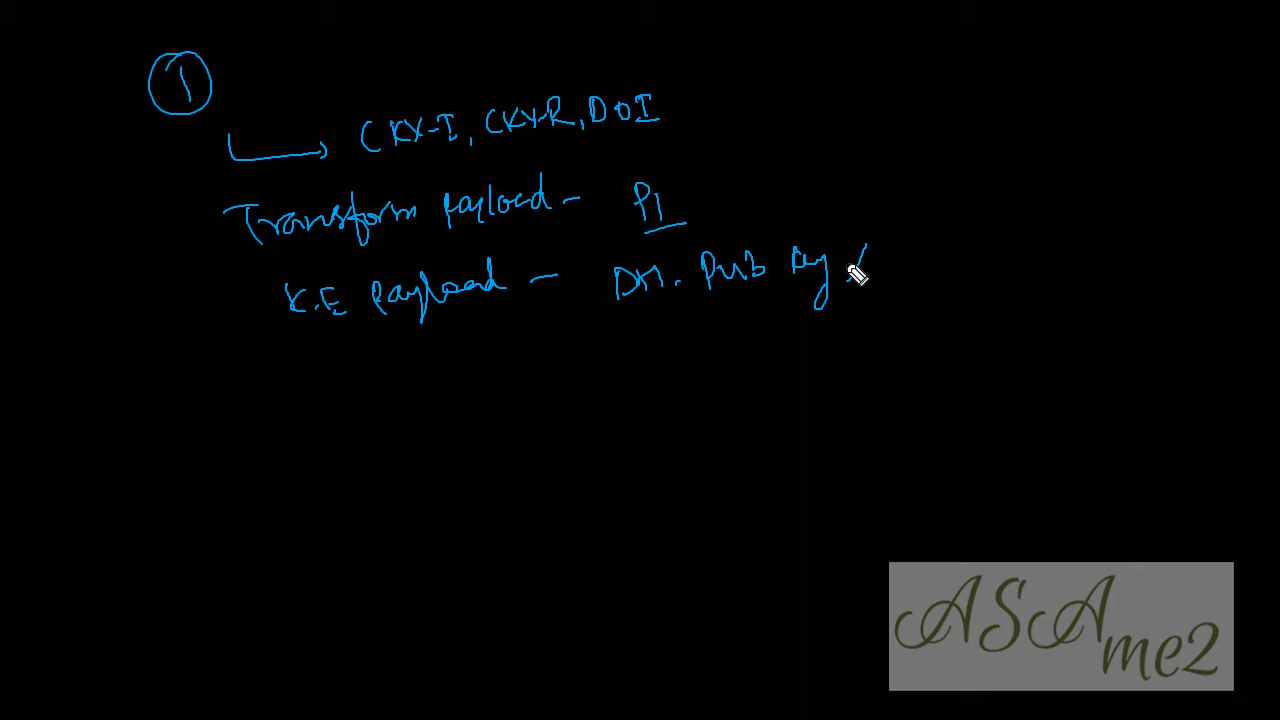 1
CKY-I, CKY-R, DOI
Transform payload - P1
K.E payload - DH. Pub key
ASAme2